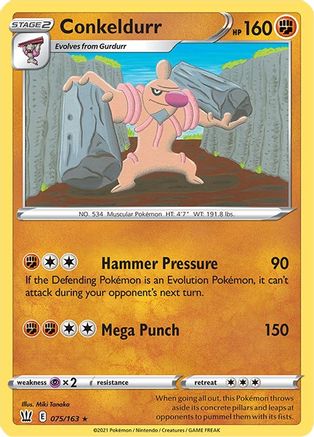 STAGE2 Conkeldurr HP 160
Evolves from Gurdurr
NO. 534 Muscular Pokémon HT: 4'7" WT: 191.8 lbs.
Hammer Pressure 90
If the Defending Pokémon is an Evolution Pokémon, it can't
attack during your opponent's next turn.
Mega Punch 150
weakness ×2 resistance retreat
Illus. Miki Tanaka
E 075/163 ★
When going all out, this Pokémon throws
aside its concrete pillars and leaps at
opponents to pummel them with its fists.
©2021 Pokémon / Nintendo / Creatures / GAME FREAK